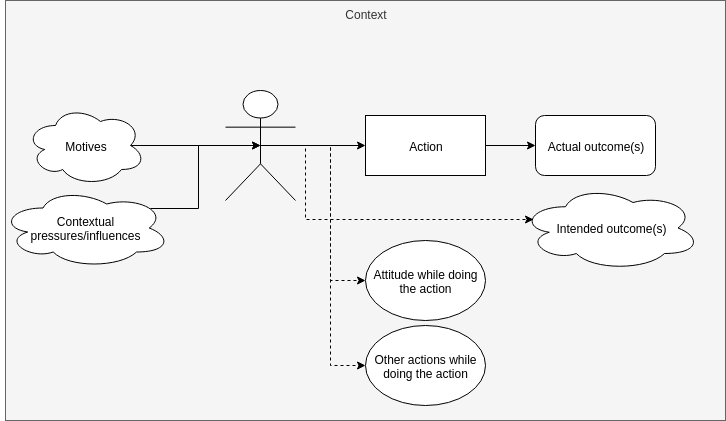 Context
Motives
Action
Actual outcome(s)
Contextual
pressures/influences
Intended outcome(s)
Attitude while doing
the action
Other actions while
doing the action